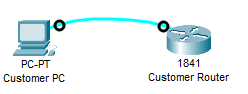 PC-PT
Customer PC
1841
Customer Router